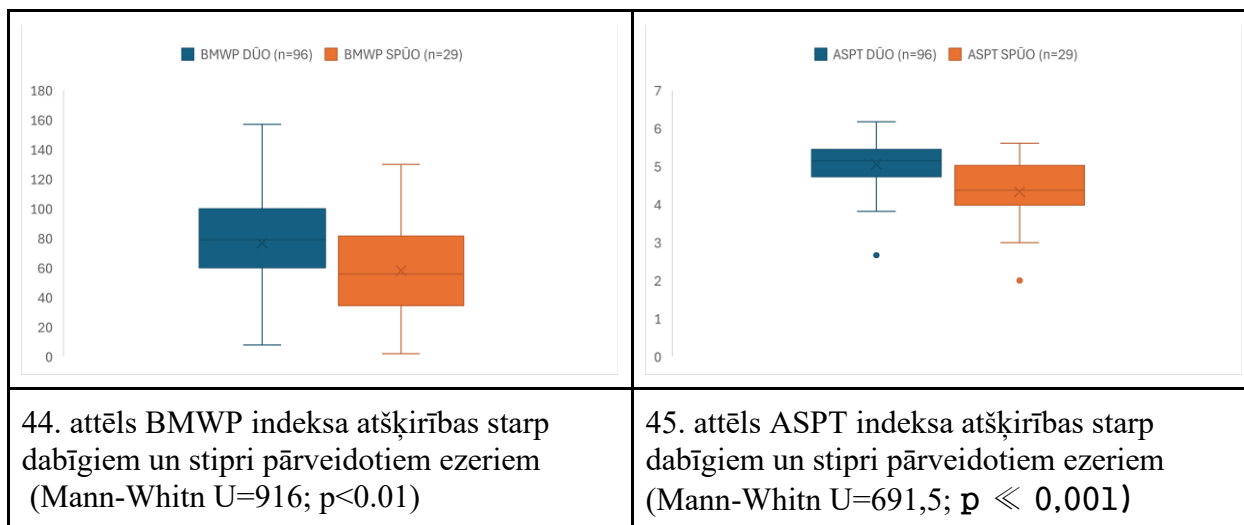 BMWP DŪO (n=96) BMWP SPŪO (n=29)
180
160
140
120
100
80
60
40
20
0
44. attēls BMWP indeksa atšķirības starp
dabīgiem un stipri pārveidotiem ezeriem
(Mann-Whitn U=916; p<0.01)
ASPT DŪO (n=96) ASPT SPŪO (n=29)
7
6
5
4
3
2
1
0
45. attēls ASPT indeksa atšķirības starp
dabīgiem un stipri pārveidotiem ezeriem
(Mann-Whitn U=691,5; p ≪ 0,001)